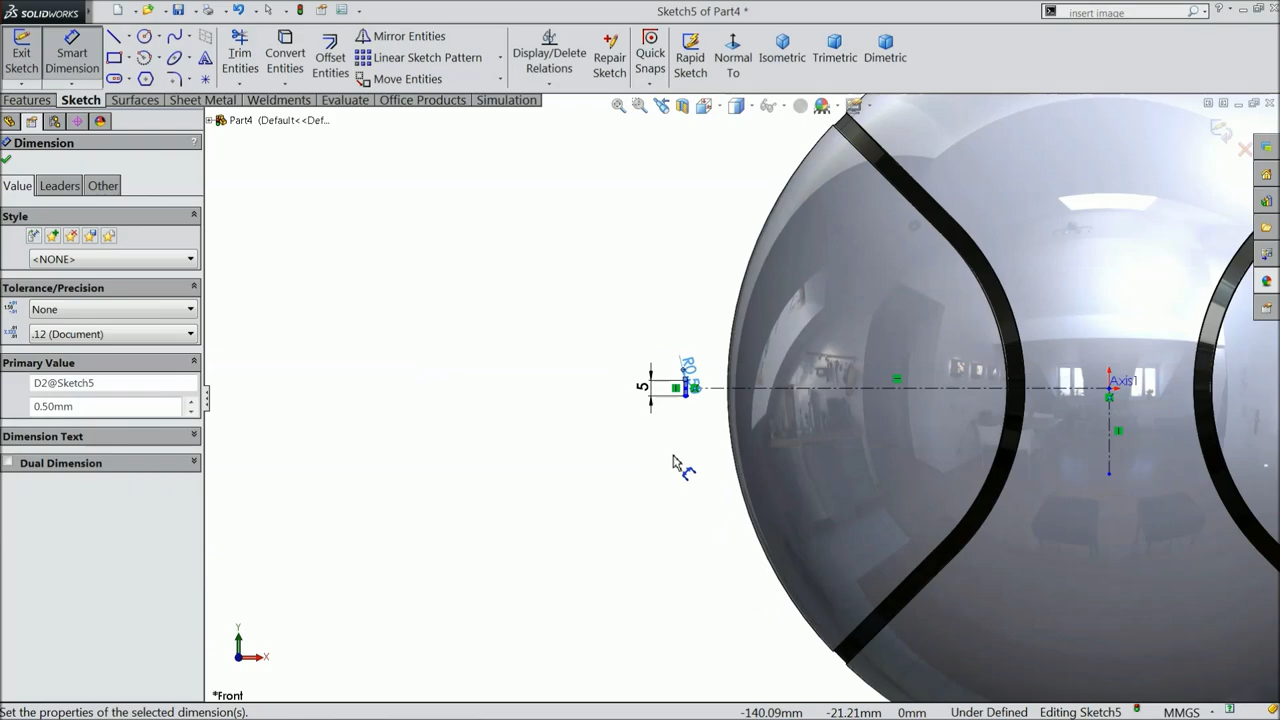 SOLIDWORKS
Sketch5 of Part4 *
insert image
Exit Sketch
Smart Dimension
Trim Entities
Convert Entities
Offset Entities
Mirror Entities
Linear Sketch Pattern
Move Entities
Display/Delete Relations
Repair Sketch
Quick Snaps
Rapid Sketch
Normal To
Isometric
Trimetric
Dimetric
Features
Sketch
Surfaces
Sheet Metal
Weldments
Evaluate
Office Products
Simulation
Part4 (Default<<Def...
Dimension
?
Value
Leaders
Other
Style
<NONE>
Tolerance/Precision
None
.12 (Document)
Primary Value
D2@Sketch5
0.50mm
Dimension Text
Dual Dimension
5
Axis1
Y
X
*Front
Set the properties of the selected dimension(s).
-140.09mm
-21.21mm
0mm
Under Defined
Editing Sketch5
MMGS